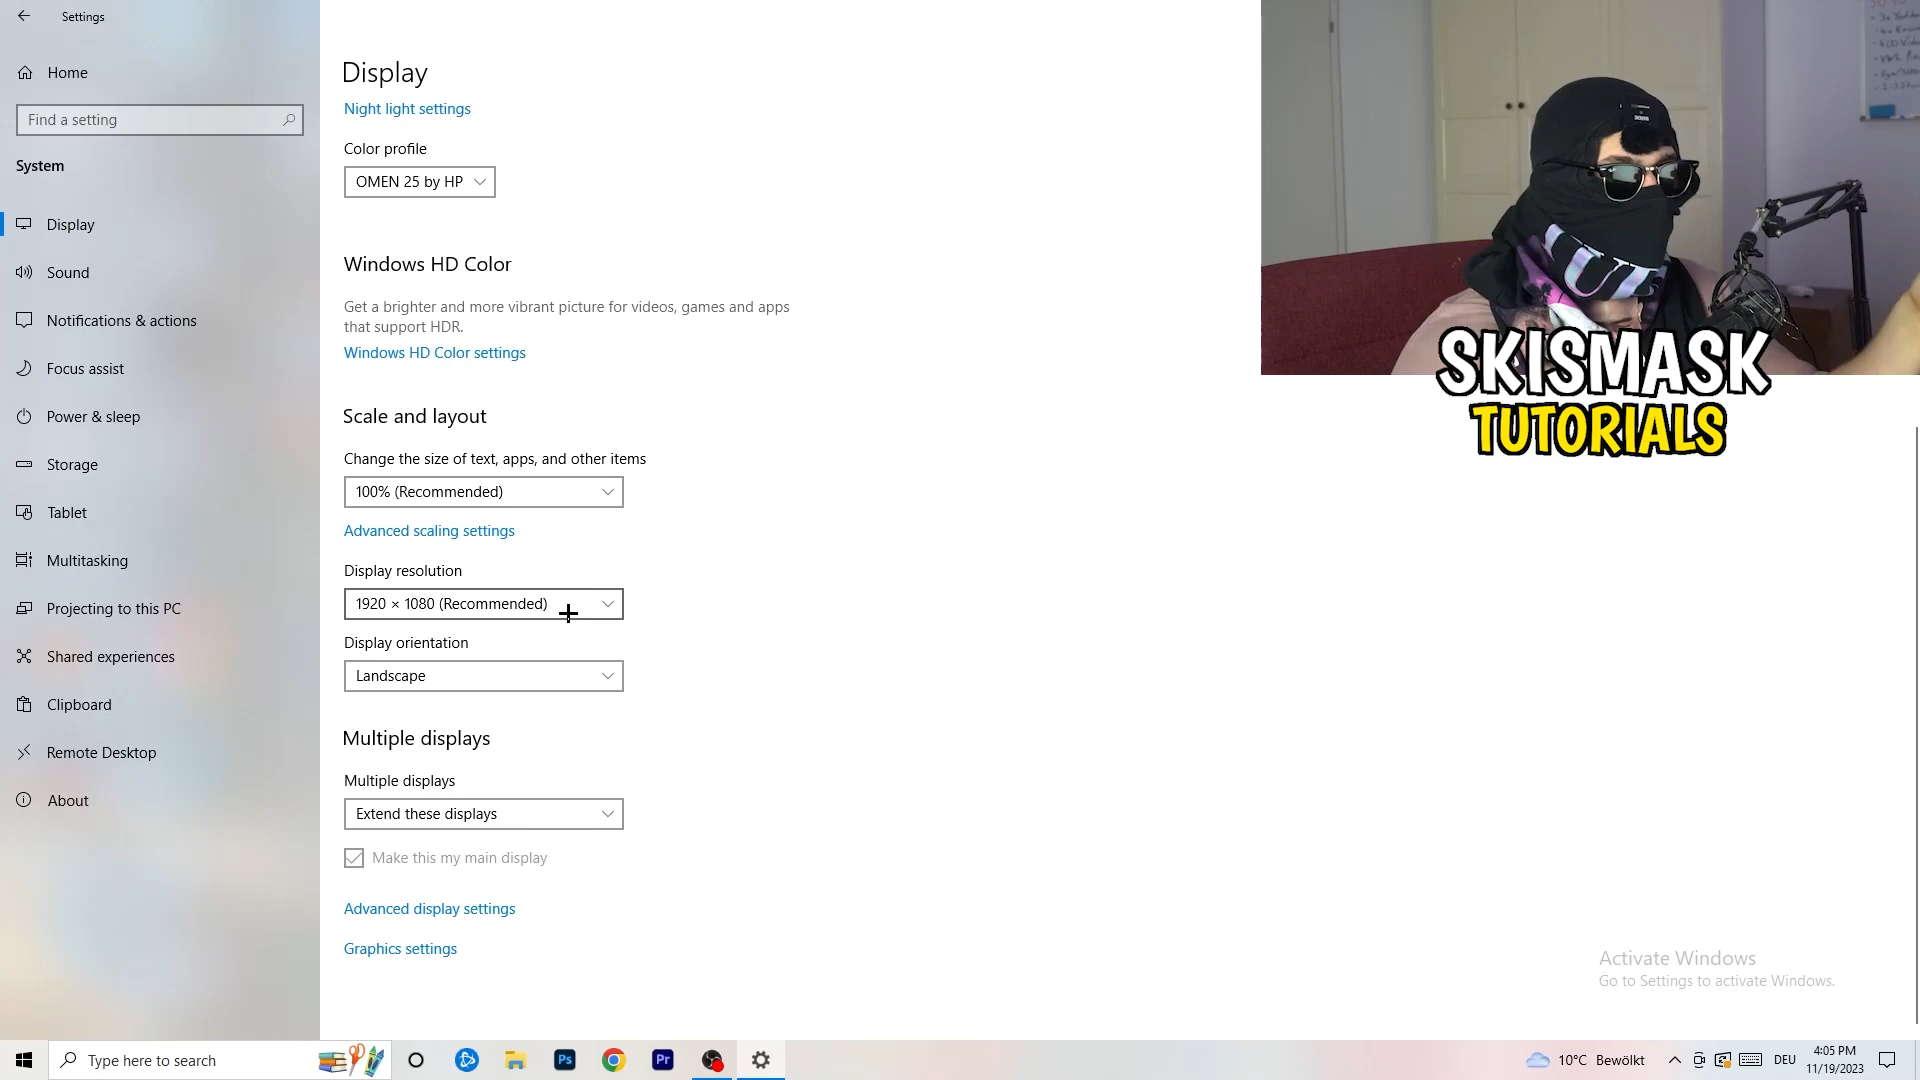 Settings
Home
Find a setting
System
Display
Sound
Notifications & actions
Focus assist
Power & sleep
Storage
Tablet
Multitasking
Projecting to this PC
Shared experiences
Clipboard
Remote Desktop
About
Display
Night light settings
Color profile
OMEN 25 by HP
Windows HD Color
Get a brighter and more vibrant picture for videos, games and apps
that support HDR.
Windows HD Color settings
Scale and layout
Change the size of text, apps, and other items
100% (Recommended)
Advanced scaling settings
Display resolution
1920 × 1080 (Recommended)
Display orientation
Landscape
Multiple displays
Multiple displays
Extend these displays
Make this my main display
Advanced display settings
Graphics settings
SKISMASK
TUTORIALS
Activate Windows
Go to Settings to activate Windows.
Type here to search
Ps
Pr
10°C Bewölkt
DEU
4:05 PM
11/19/2023